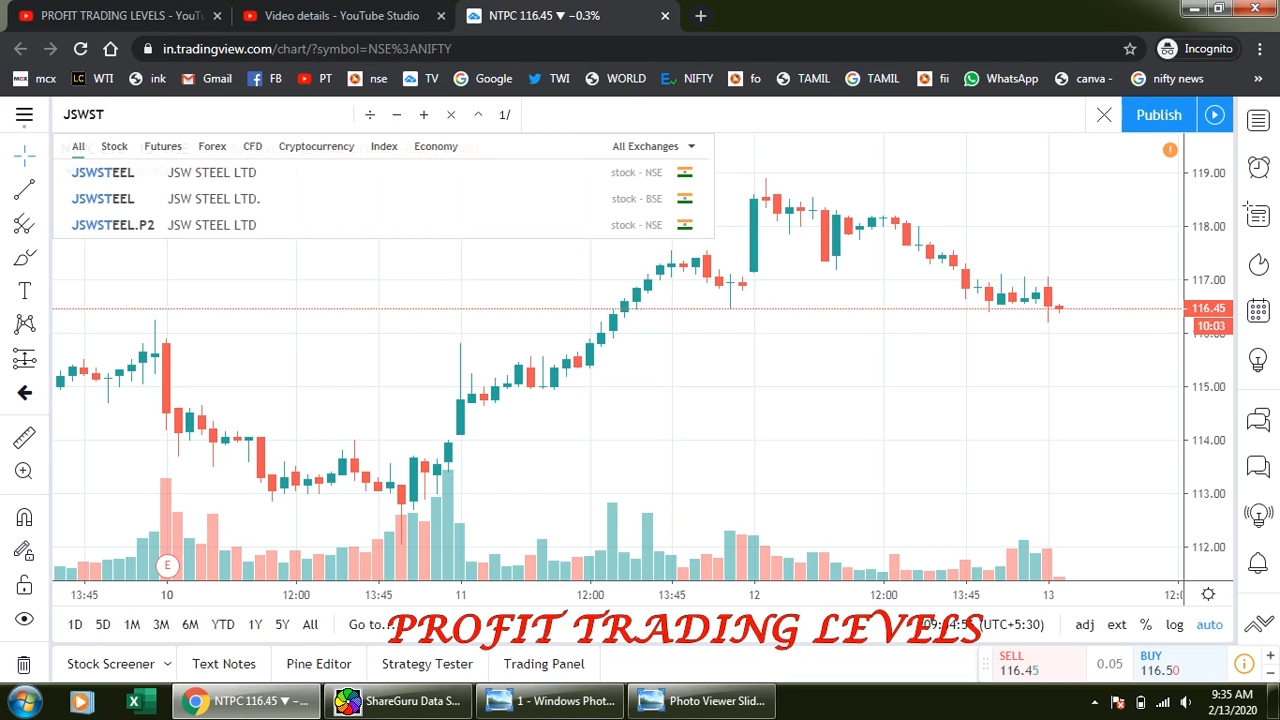 PROFIT TRADING LEVELS - YouTu
Video details - YouTube Studio
NTPC 116.45 ▼ −0.3%
in.tradingview.com/chart/?symbol=NSE%3ANIFTY
Incognito
mcx
WTI
ink
Gmail
FB
PT
nse
TV
Google
TWI
WORLD
NIFTY
fo
TAMIL
TAMIL
fii
WhatsApp
canva -
nifty news
»
JSWST
÷ − + × ^ 1/
Publish
All Stock Futures Forex CFD Cryptocurrency Index Economy All Exchanges
JSWSTEEL JSW STEEL LTD stock - NSE
JSWSTEEL JSW STEEL LTD. stock - BSE
JSWSTEEL.P2 JSW STEEL LTD stock - NSE
119.00
118.00
117.00
116.45
10:03
115.00
114.00
113.00
112.00
E
13:45 10 12:00 13:45 11 12:00 13:45 12 12:00 13:45 13
1D 5D 1M 3M 6M YTD 1Y 5Y All Go to...
PROFIT TRADING LEVELS
(UTC+5:30) adj ext % log auto
Stock Screener Text Notes Pine Editor Strategy Tester Trading Panel
SELL
116.45
0.05
BUY
116.50
NTPC 116.45 ▼ −...
ShareGuru Data S...
1 - Windows Phot...
Photo Viewer Slid...
9:35 AM
2/13/2020